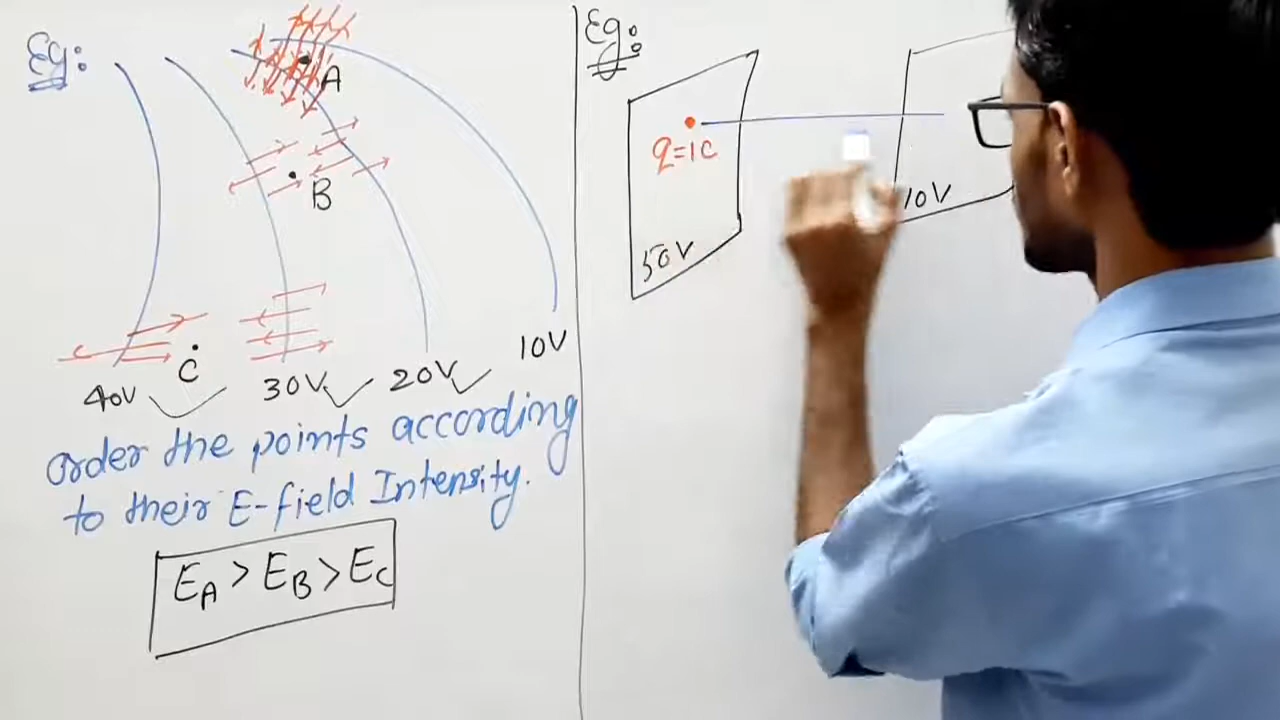 Eg:
A
B
C
40V 30V 20V 10V
order the points according
to their E-field Intensity.
E_A > E_B > E_C
Eg:
q=1C
50V
10V